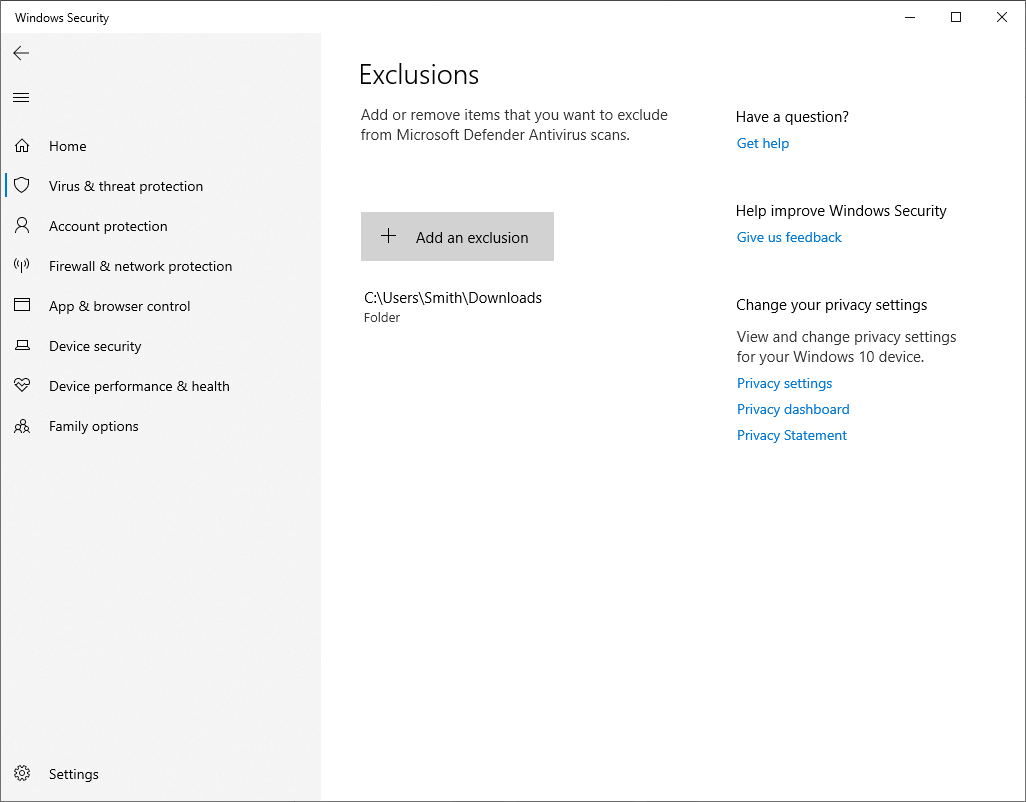 Windows Security
Home
Virus & threat protection
Account protection
Firewall & network protection
App & browser control
Device security
Device performance & health
Family options
Settings
Exclusions
Add or remove items that you want to exclude
from Microsoft Defender Antivirus scans.
Add an exclusion
C:\Users\Smith\Downloads
Folder
Have a question?
Get help
Help improve Windows Security
Give us feedback
Change your privacy settings
View and change privacy settings
for your Windows 10 device.
Privacy settings
Privacy dashboard
Privacy Statement